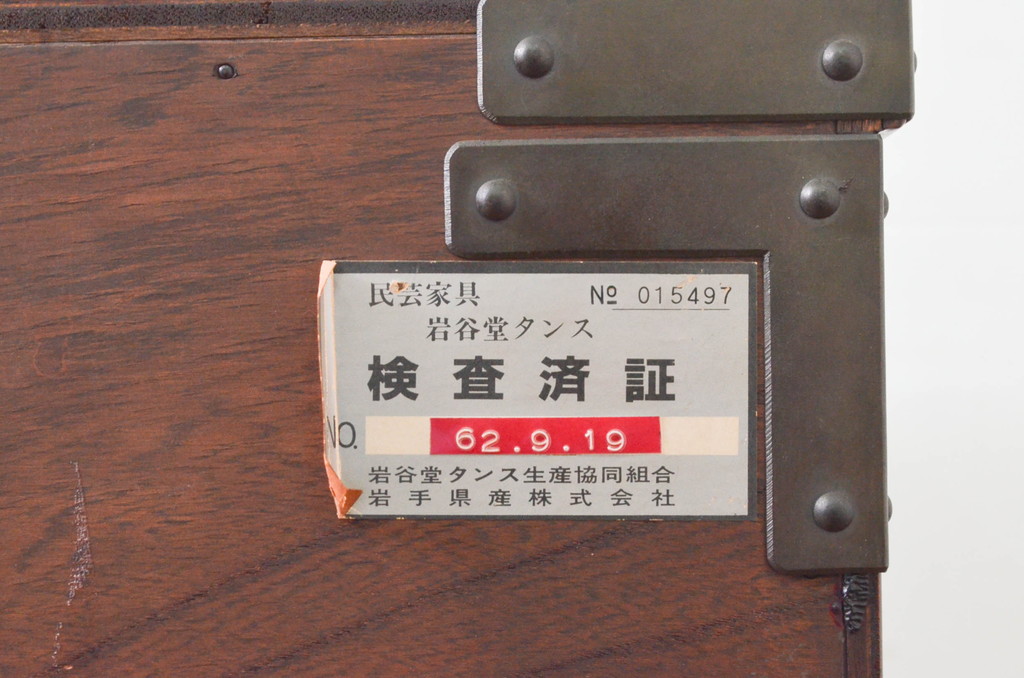 民芸家具 № 015497
岩谷堂タンス
検査済証
NO. 62.9.19
岩谷堂タンス生産協同組合
岩手県産株式会社